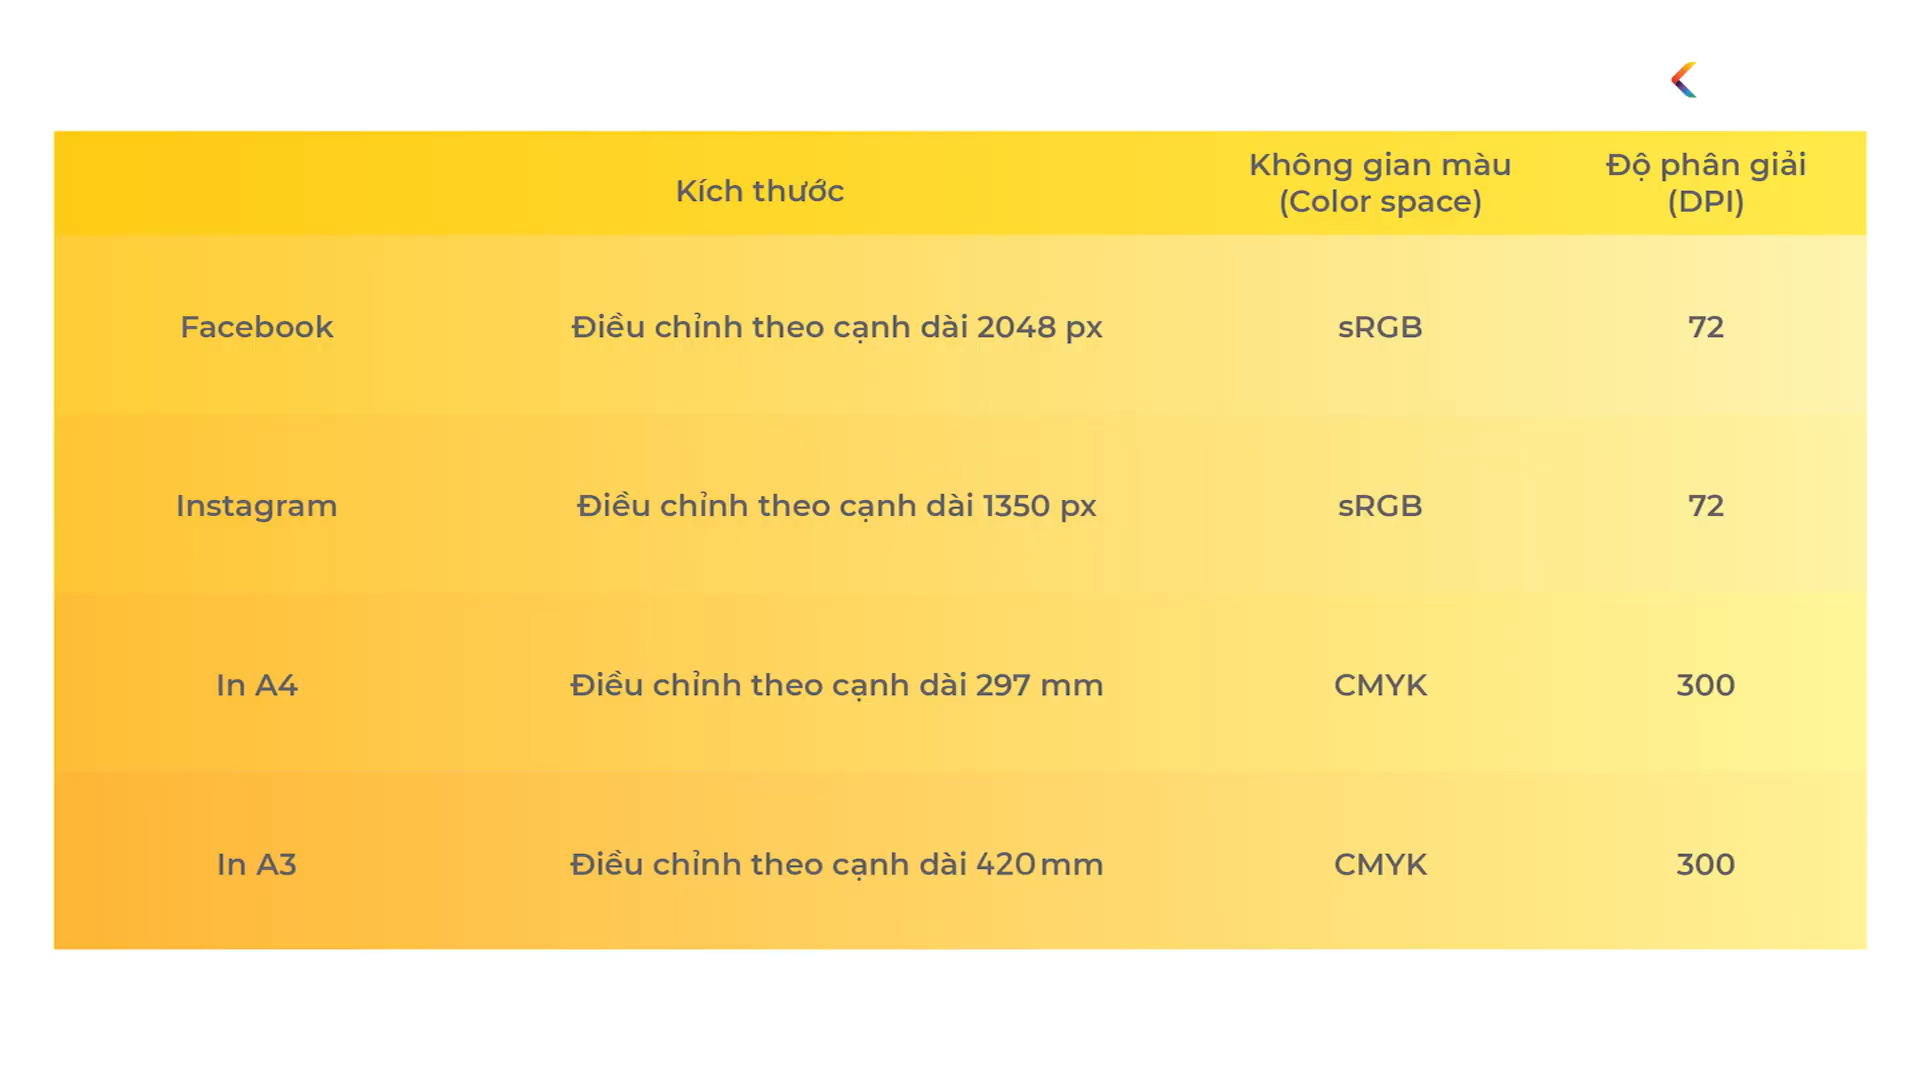 Kích thước
Không gian màu
(Color space)
Độ phân giải
(DPI)
Facebook
Điều chỉnh theo cạnh dài 2048 px
sRGB
72
Instagram
Điều chỉnh theo cạnh dài 1350 px
sRGB
72
In A4
Điều chỉnh theo cạnh dài 297 mm
CMYK
300
In A3
Điều chỉnh theo cạnh dài 420 mm
CMYK
300